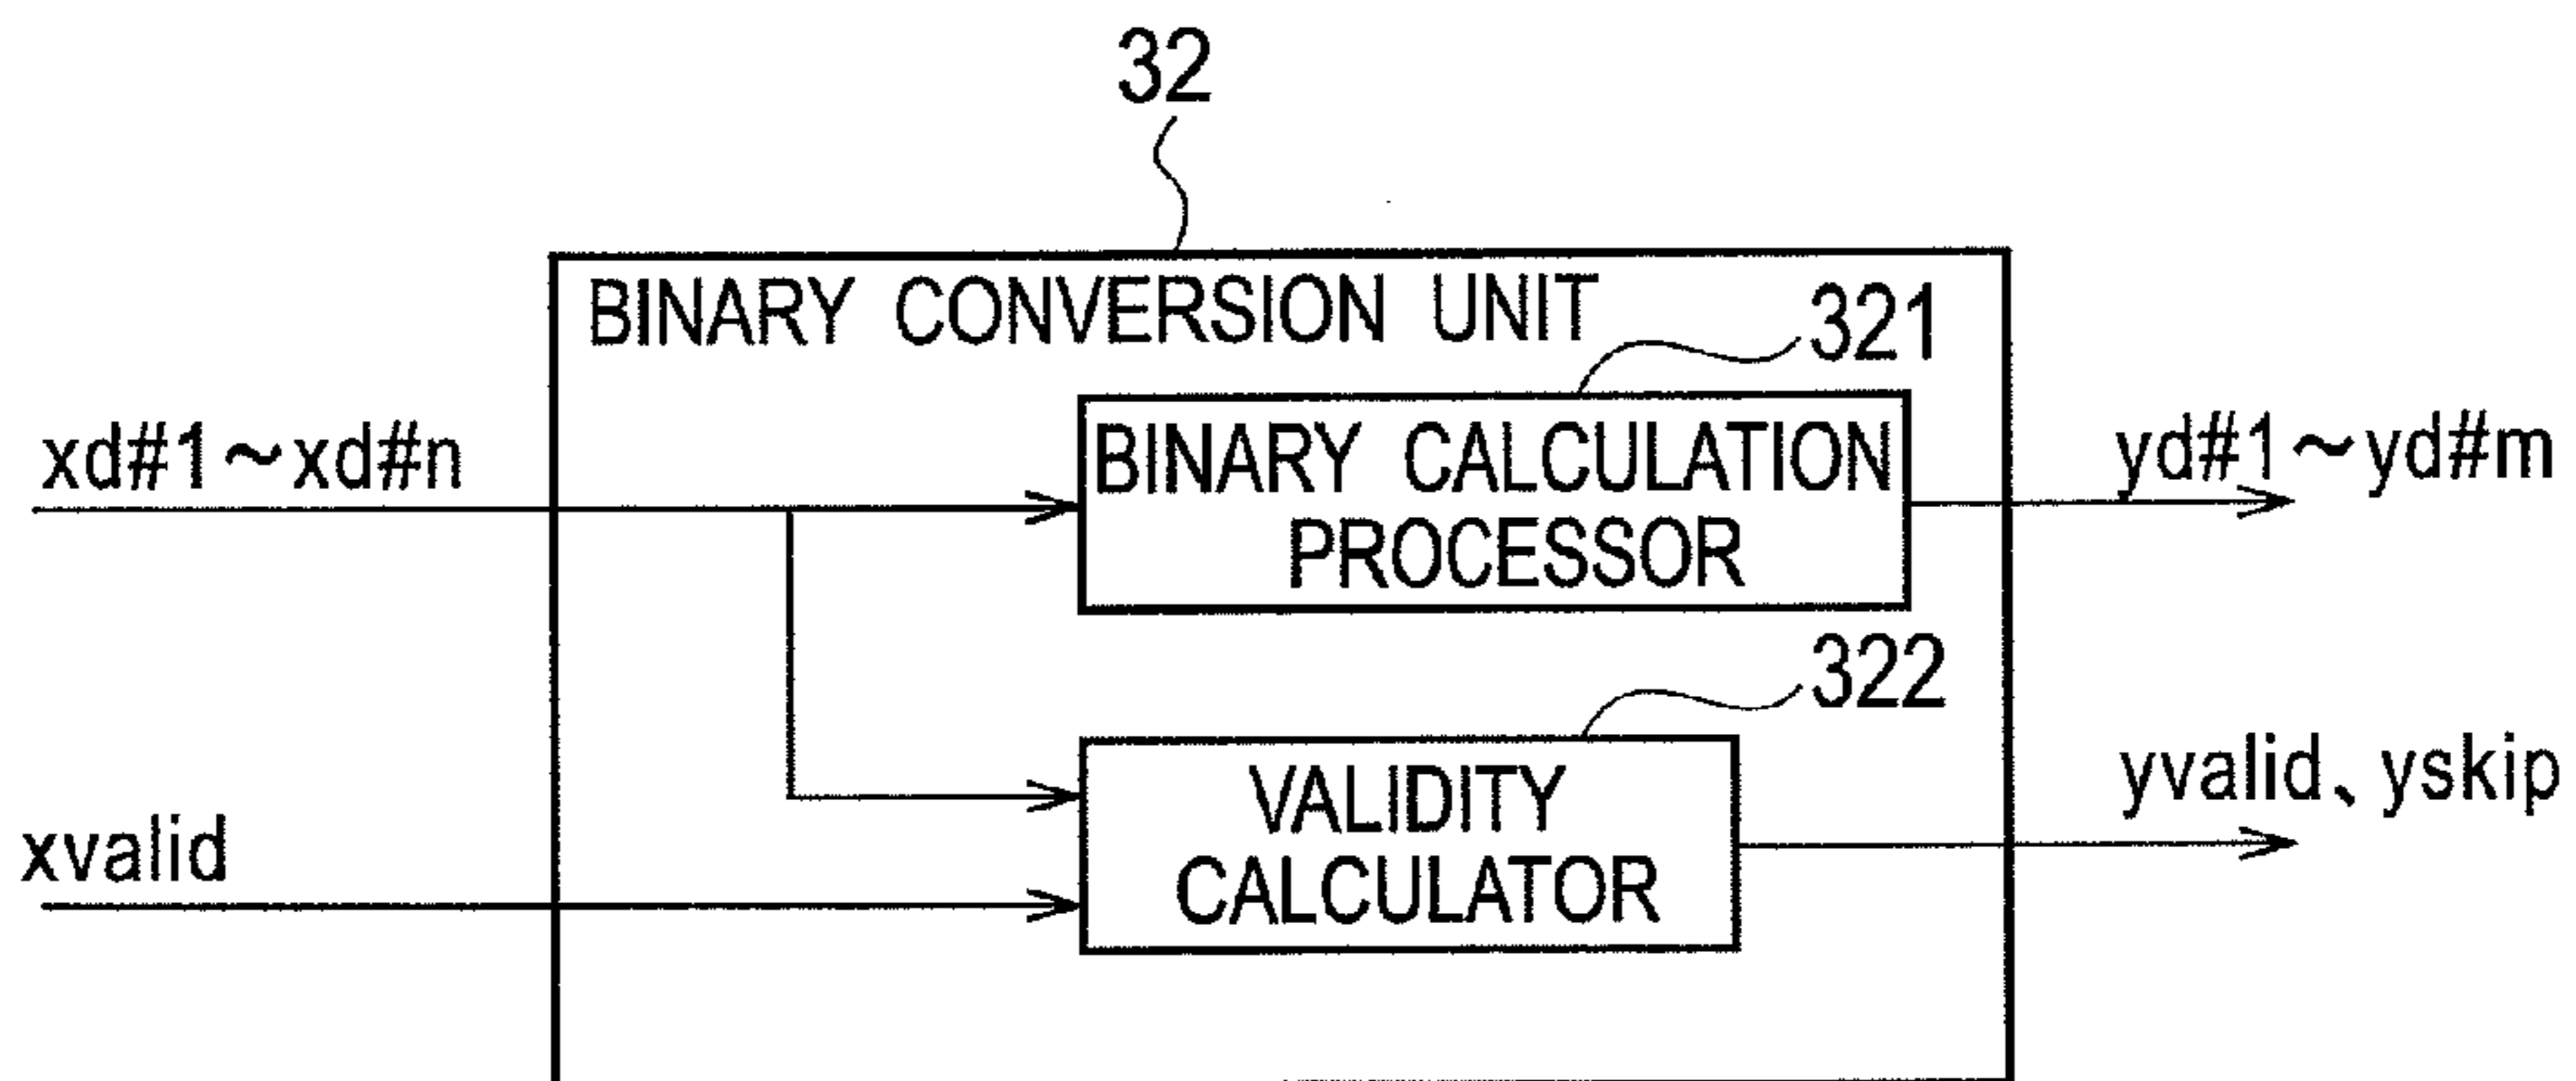 32
BINARY CONVERSION UNIT
321
xd#1~xd#n
BINARY CALCULATION
PROCESSOR
yd#1~yd#m
322
xvalid
VALIDITY
CALCULATOR
yvalid、yskip